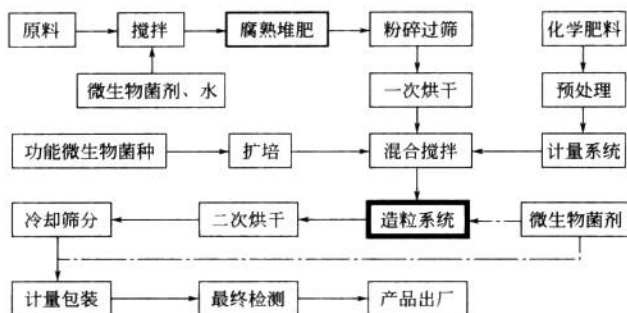 原料
搅拌
腐熟堆肥
粉碎过筛
化学肥料
微生物菌剂、水
一次烘干
预处理
功能微生物菌种
扩培
混合搅拌
计量系统
冷却筛分
二次烘干
造粒系统
微生物菌剂
计量包装
最终检测
产品出厂